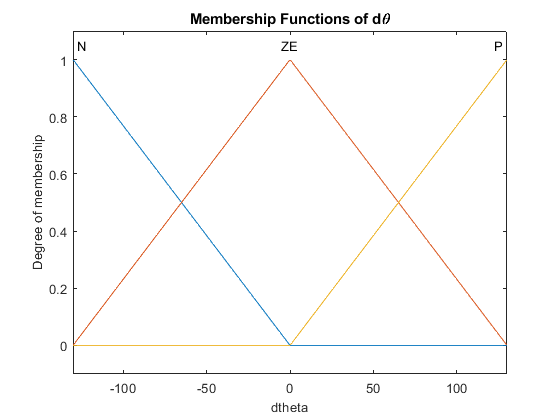 Membership Functions of dθ
N ZE P
1
0.8
0.6
0.4
0.2
0
Degree of membership
-100 -50 0 50 100
dtheta